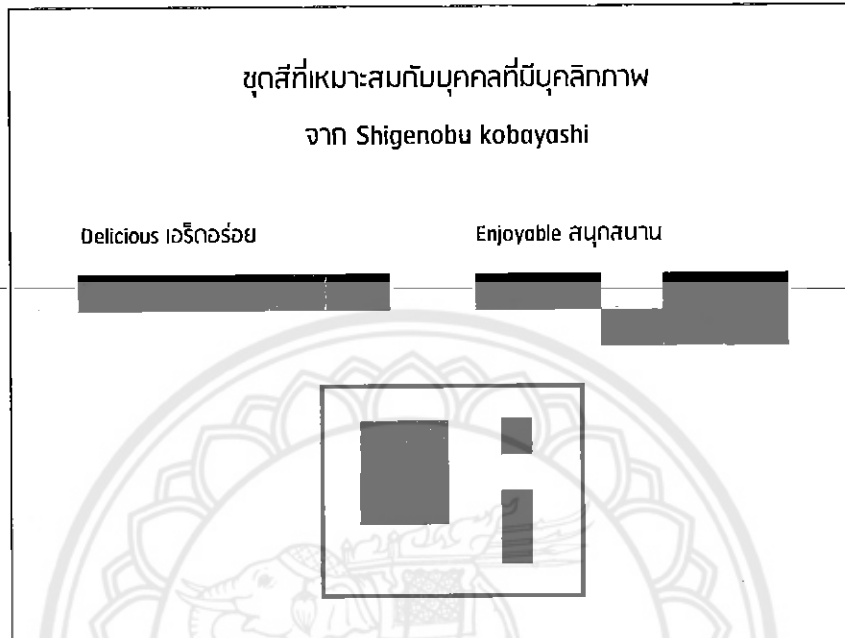 ชุดสีที่เหมาะสมกับบุคคลที่มีบุคลิกภาพ
จาก Shigenobu kobayashi
Delicious เอร็ดอร่อย
Enjoyable สนุกสนาน